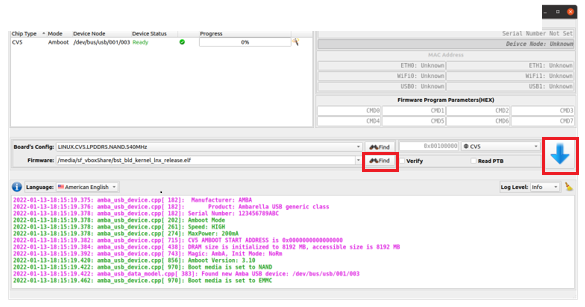 Serial Number Not Set
Chip Type Mode Device Node Device Status Progress
CV5 Amboot /dev/bus/usb/001/003 Ready 0%
Deivce Node: Unknown
MAC Address
ETH0: Unknown ETH1: Unknown
WiFi0: Unknown WiFi1: Unknown
USB0: Unknown USB1: Unknown
Firmware Program Parameters(HEX)
CMD0 CMD1 CMD2 CMD3
CMD4 CMD5 CMD6 CMD7
Board's Config: LINUX.CV5.LPDDR5.NAND.540MHz Find 0x00100000 CV5
Firmware: /media/sf_vboxShare/bst_bld_kernel_lnx_release.elf Find Verify Read PTB
Language: American English Log Level: Info
2022-01-13-18:15:19.375: amba_usb_device.cpp[ 182]: Manufacturer: AMBA
2022-01-13-18:15:19.376: amba_usb_device.cpp[ 182]: Product: Ambarella USB generic class
2022-01-13-18:15:19.378: amba_usb_device.cpp[ 182]: Serial Number: 123456789ABC
2022-01-13-18:15:19.378: amba_usb_device.cpp[ 202]: Amboot Mode
2022-01-13-18:15:19.378: amba_usb_device.cpp[ 261]: Speed: HIGH
2022-01-13-18:15:19.378: amba_usb_device.cpp[ 274]: MaxPower: 200mA
2022-01-13-18:15:19.382: amba_usb_device.cpp[ 715]: CV5 AMBOOT START ADDRESS is 0x0000000000000000
2022-01-13-18:15:19.384: amba_usb_device.cpp[ 438]: DRAM size is initialized to 8192 MB, accessible size is 8192 MB
2022-01-13-18:15:19.392: amba_usb_device.cpp[ 743]: Magic: AmbA, Init Mode: NoRm
2022-01-13-18:15:19.420: amba_usb_device.cpp[ 856]: Amboot Version: 3.10
2022-01-13-18:15:19.422: amba_usb_device.cpp[ 970]: Boot media is set to NAND
2022-01-13-18:15:19.422: amba_usb_data_model.cpp[ 383]: Found new Amba USB device: /dev/bus/usb/001/003
2022-01-13-18:15:19.462: amba_usb_device.cpp[ 970]: Boot media is set to EMMC